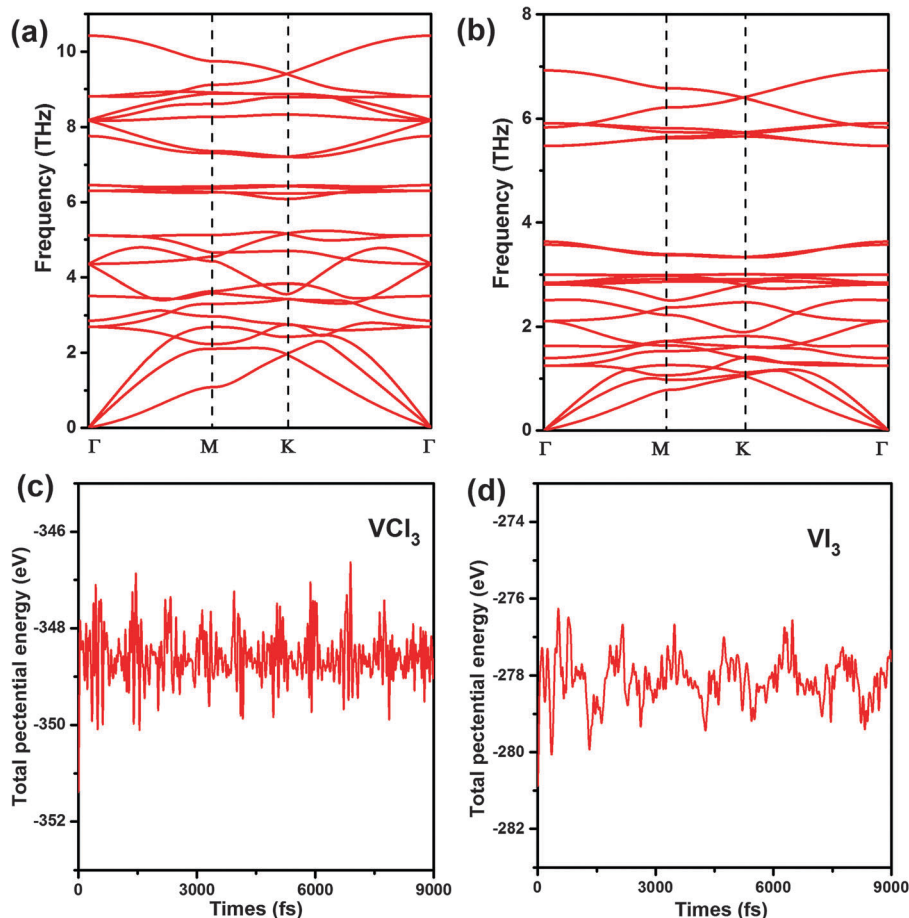 (a)
Frequency (THz)
10
8
6
4
2
0
Γ M K Γ
(b)
Frequency (THz)
8
6
4
2
0
Γ M K Γ
(c)
Total pectential energy (eV)
-346
-348
-350
-352
VCl₃
0 3000 6000 9000
Times (fs)
(d)
Total pectential energy (eV)
-274
-276
-278
-280
-282
VI₃
0 3000 6000 9000
Times (fs)